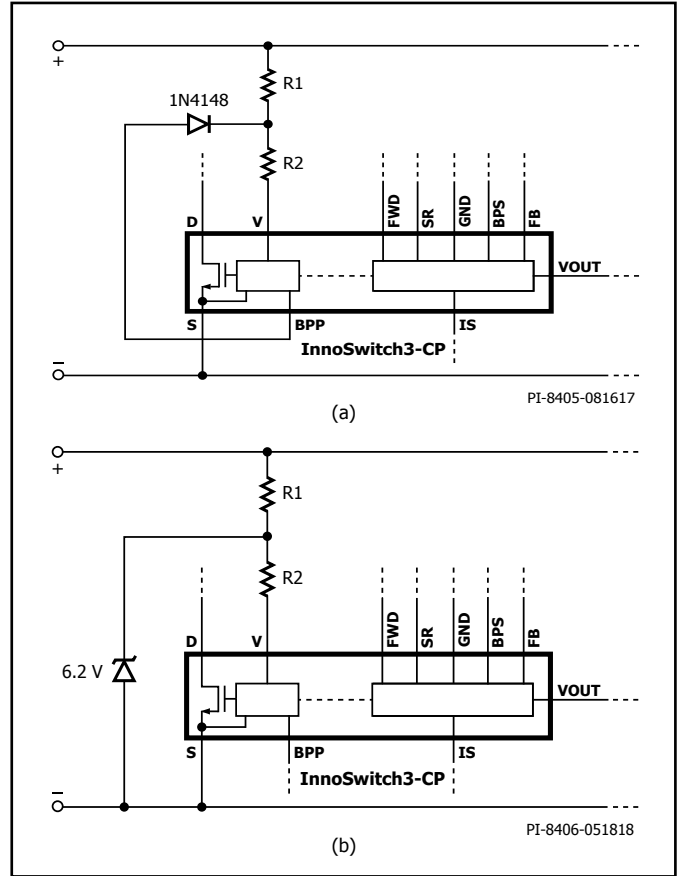 +
R1
1N4148
R2
D
V
FWD
SR
GND
BPS
FB
VOUT
S
BPP
IS
InnoSwitch3-CP
–
PI-8405-081617
(a)
+
R1
R2
D
V
FWD
SR
GND
BPS
FB
6.2 V
VOUT
S
BPP
IS
InnoSwitch3-CP
–
PI-8406-051818
(b)